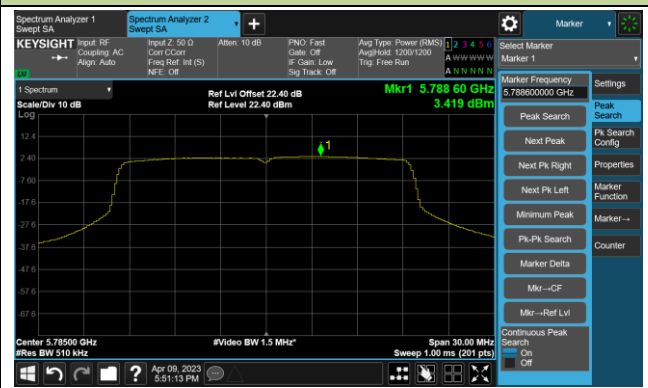 Spectrum Analyzer 1
Swept SA
Spectrum Analyzer 2
Swept SA
Marker
KEYSIGHT
Input: RF
Coupling: AC
Align: Auto
Input Z: 50 Ω
Corr CCorr
Freq Ref: Int (S)
NFE: Off
Atten: 10 dB
PNO: Fast
Gate: Off
IF Gain: Low
Sig Track: Off
Avg Type: Power (RMS)
Avg|Hold: 1200/1200
Trig: Free Run
1 2 3 4 5 6
A W W W W W
A N N N N N
Select Marker
Marker 1
Marker Frequency
5.788600000 GHz
Settings
1 Spectrum
Scale/Div 10 dB
Ref Lvl Offset 22.40 dB
Ref Level 22.40 dBm
Mkr1 5.788 60 GHz
3.419 dBm
Log
12.4
2.40
-7.60
-17.6
-27.6
-37.6
-47.6
-57.6
-67.6
1
Peak Search
Next Peak
Next Pk Right
Next Pk Left
Minimum Peak
Pk-Pk Search
Marker Delta
Mkr→CF
Mkr→Ref Lvl
Continuous Peak
Search
On
Off
Peak
Search
Pk Search
Config
Properties
Marker
Function
Marker→
Counter
Center 5.78500 GHz
#Res BW 510 kHz
#Video BW 1.5 MHz*
Span 30.00 MHz
Sweep 1.00 ms (201 pts)
Apr 09, 2023
5:51:13 PM